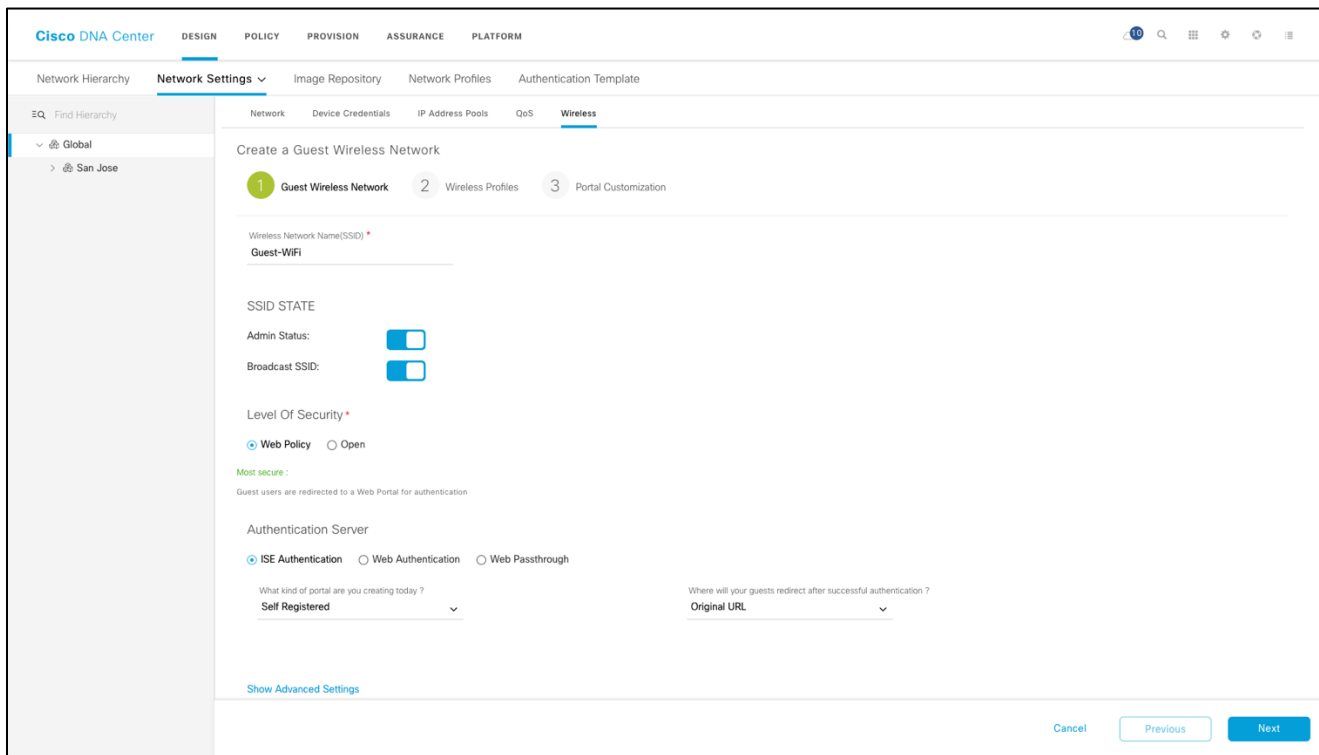 Cisco DNA Center DESIGN POLICY PROVISION ASSURANCE PLATFORM 10
Network Hierarchy Network Settings Image Repository Network Profiles Authentication Template
Find Hierarchy
Global
San Jose
Network Device Credentials IP Address Pools QoS Wireless
Create a Guest Wireless Network
1 Guest Wireless Network 2 Wireless Profiles 3 Portal Customization
Wireless Network Name(SSID) *
Guest-WiFi
SSID STATE
Admin Status:
Broadcast SSID:
Level Of Security *
Web Policy Open
Most secure :
Guest users are redirected to a Web Portal for authentication
Authentication Server
ISE Authentication Web Authentication Web Passthrough
What kind of portal are you creating today ? Where will your guests redirect after successful authentication ?
Self Registered Original URL
Show Advanced Settings
Cancel Previous Next